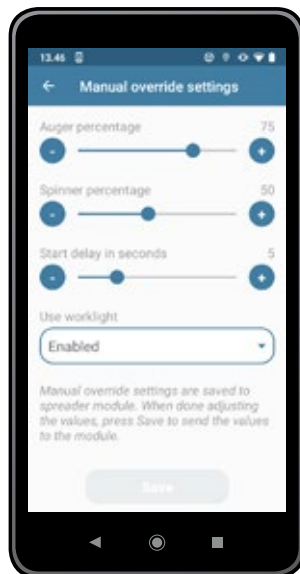 13.46
Manual override settings
Auger percentage 75
- +
Spinner percentage 50
- +
Start delay in seconds 5
- +
Use worklight
Enabled
Manual override settings are saved to
spreader module. When done adjusting
the values, press Save to send the values
to the module.
Save